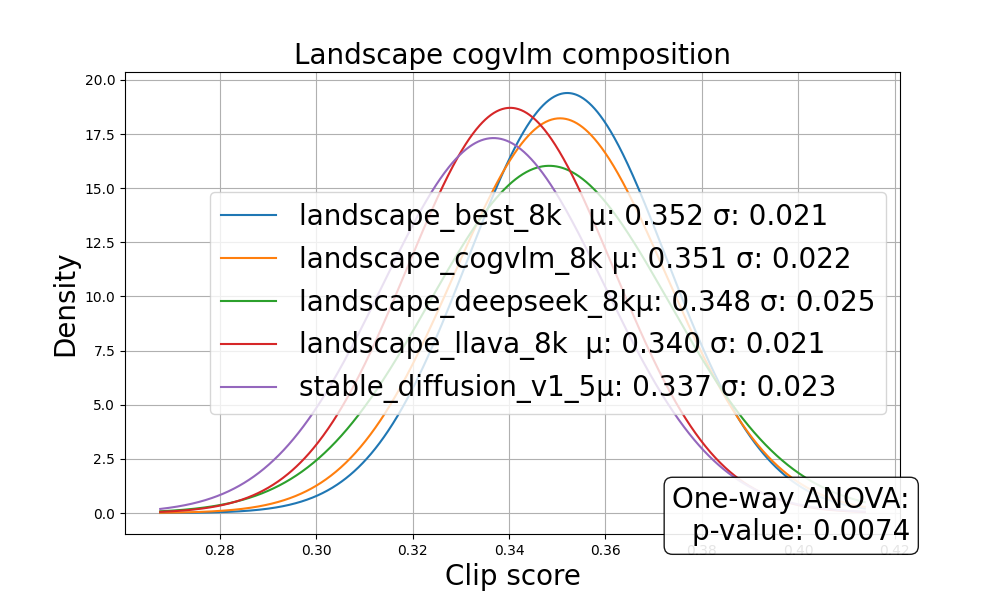 Landscape cogvlm composition
20.0
17.5
15.0
12.5
10.0
7.5
5.0
2.5
0.0
Density
landscape_best_8k μ: 0.352 σ: 0.021
landscape_cogvlm_8k μ: 0.351 σ: 0.022
landscape_deepseek_8kμ: 0.348 σ: 0.025
landscape_llava_8k μ: 0.340 σ: 0.021
stable_diffusion_v1_5μ: 0.337 σ: 0.023
One-way ANOVA:
p-value: 0.0074
0.28 0.30 0.32 0.34 0.36 0.38 0.40 0.42
Clip score